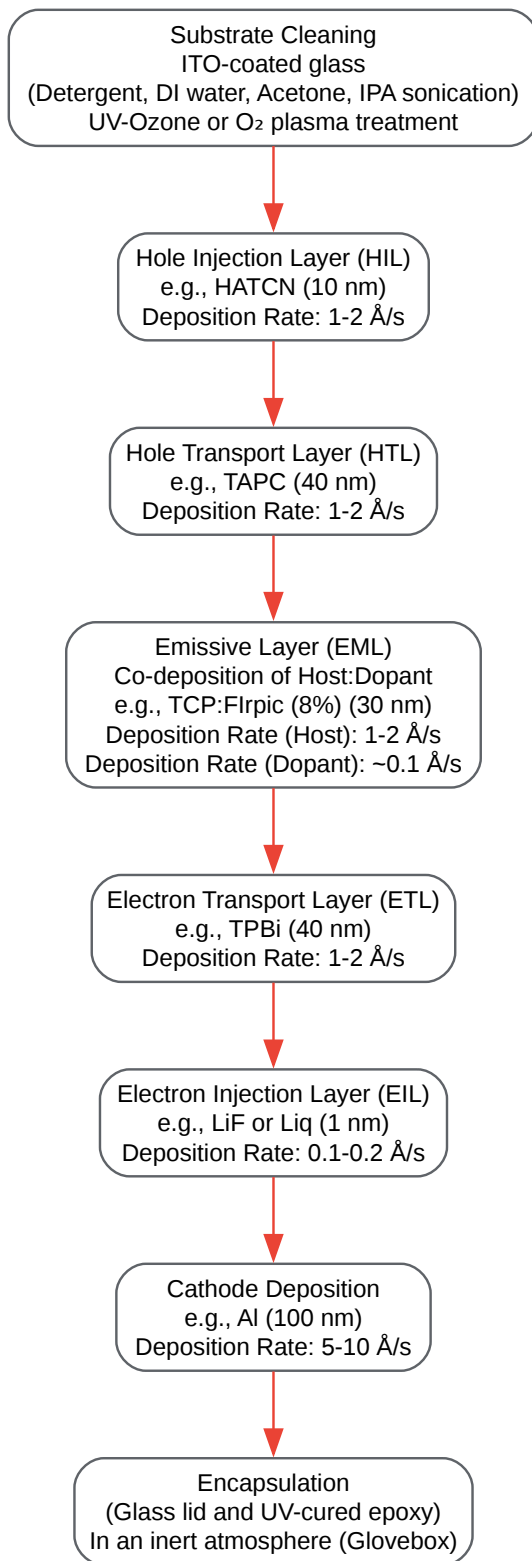 Substrate Cleaning
ITO-coated glass
(Detergent, DI water, Acetone, IPA sonication)
UV-Ozone or O₂ plasma treatment
Hole Injection Layer (HIL)
e.g., HATCN (10 nm)
Deposition Rate: 1-2 Å/s
Hole Transport Layer (HTL)
e.g., TAPC (40 nm)
Deposition Rate: 1-2 Å/s
Emissive Layer (EML)
Co-deposition of Host:Dopant
e.g., TCP:FIrpic (8%) (30 nm)
Deposition Rate (Host): 1-2 Å/s
Deposition Rate (Dopant): ~0.1 Å/s
Electron Transport Layer (ETL)
e.g., TPBi (40 nm)
Deposition Rate: 1-2 Å/s
Electron Injection Layer (EIL)
e.g., LiF or Liq (1 nm)
Deposition Rate: 0.1-0.2 Å/s
Cathode Deposition
e.g., Al (100 nm)
Deposition Rate: 5-10 Å/s
Encapsulation
(Glass lid and UV-cured epoxy)
In an inert atmosphere (Glovebox)